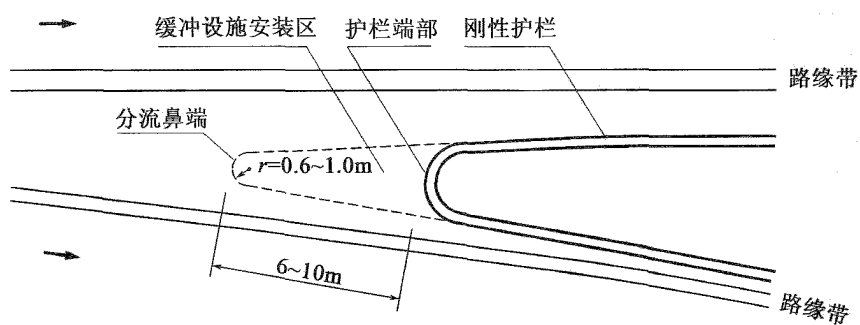 缓冲设施安装区
护栏端部
刚性护栏
路缘带
分流鼻端
r=0.6~1.0m
6~10m
路缘带